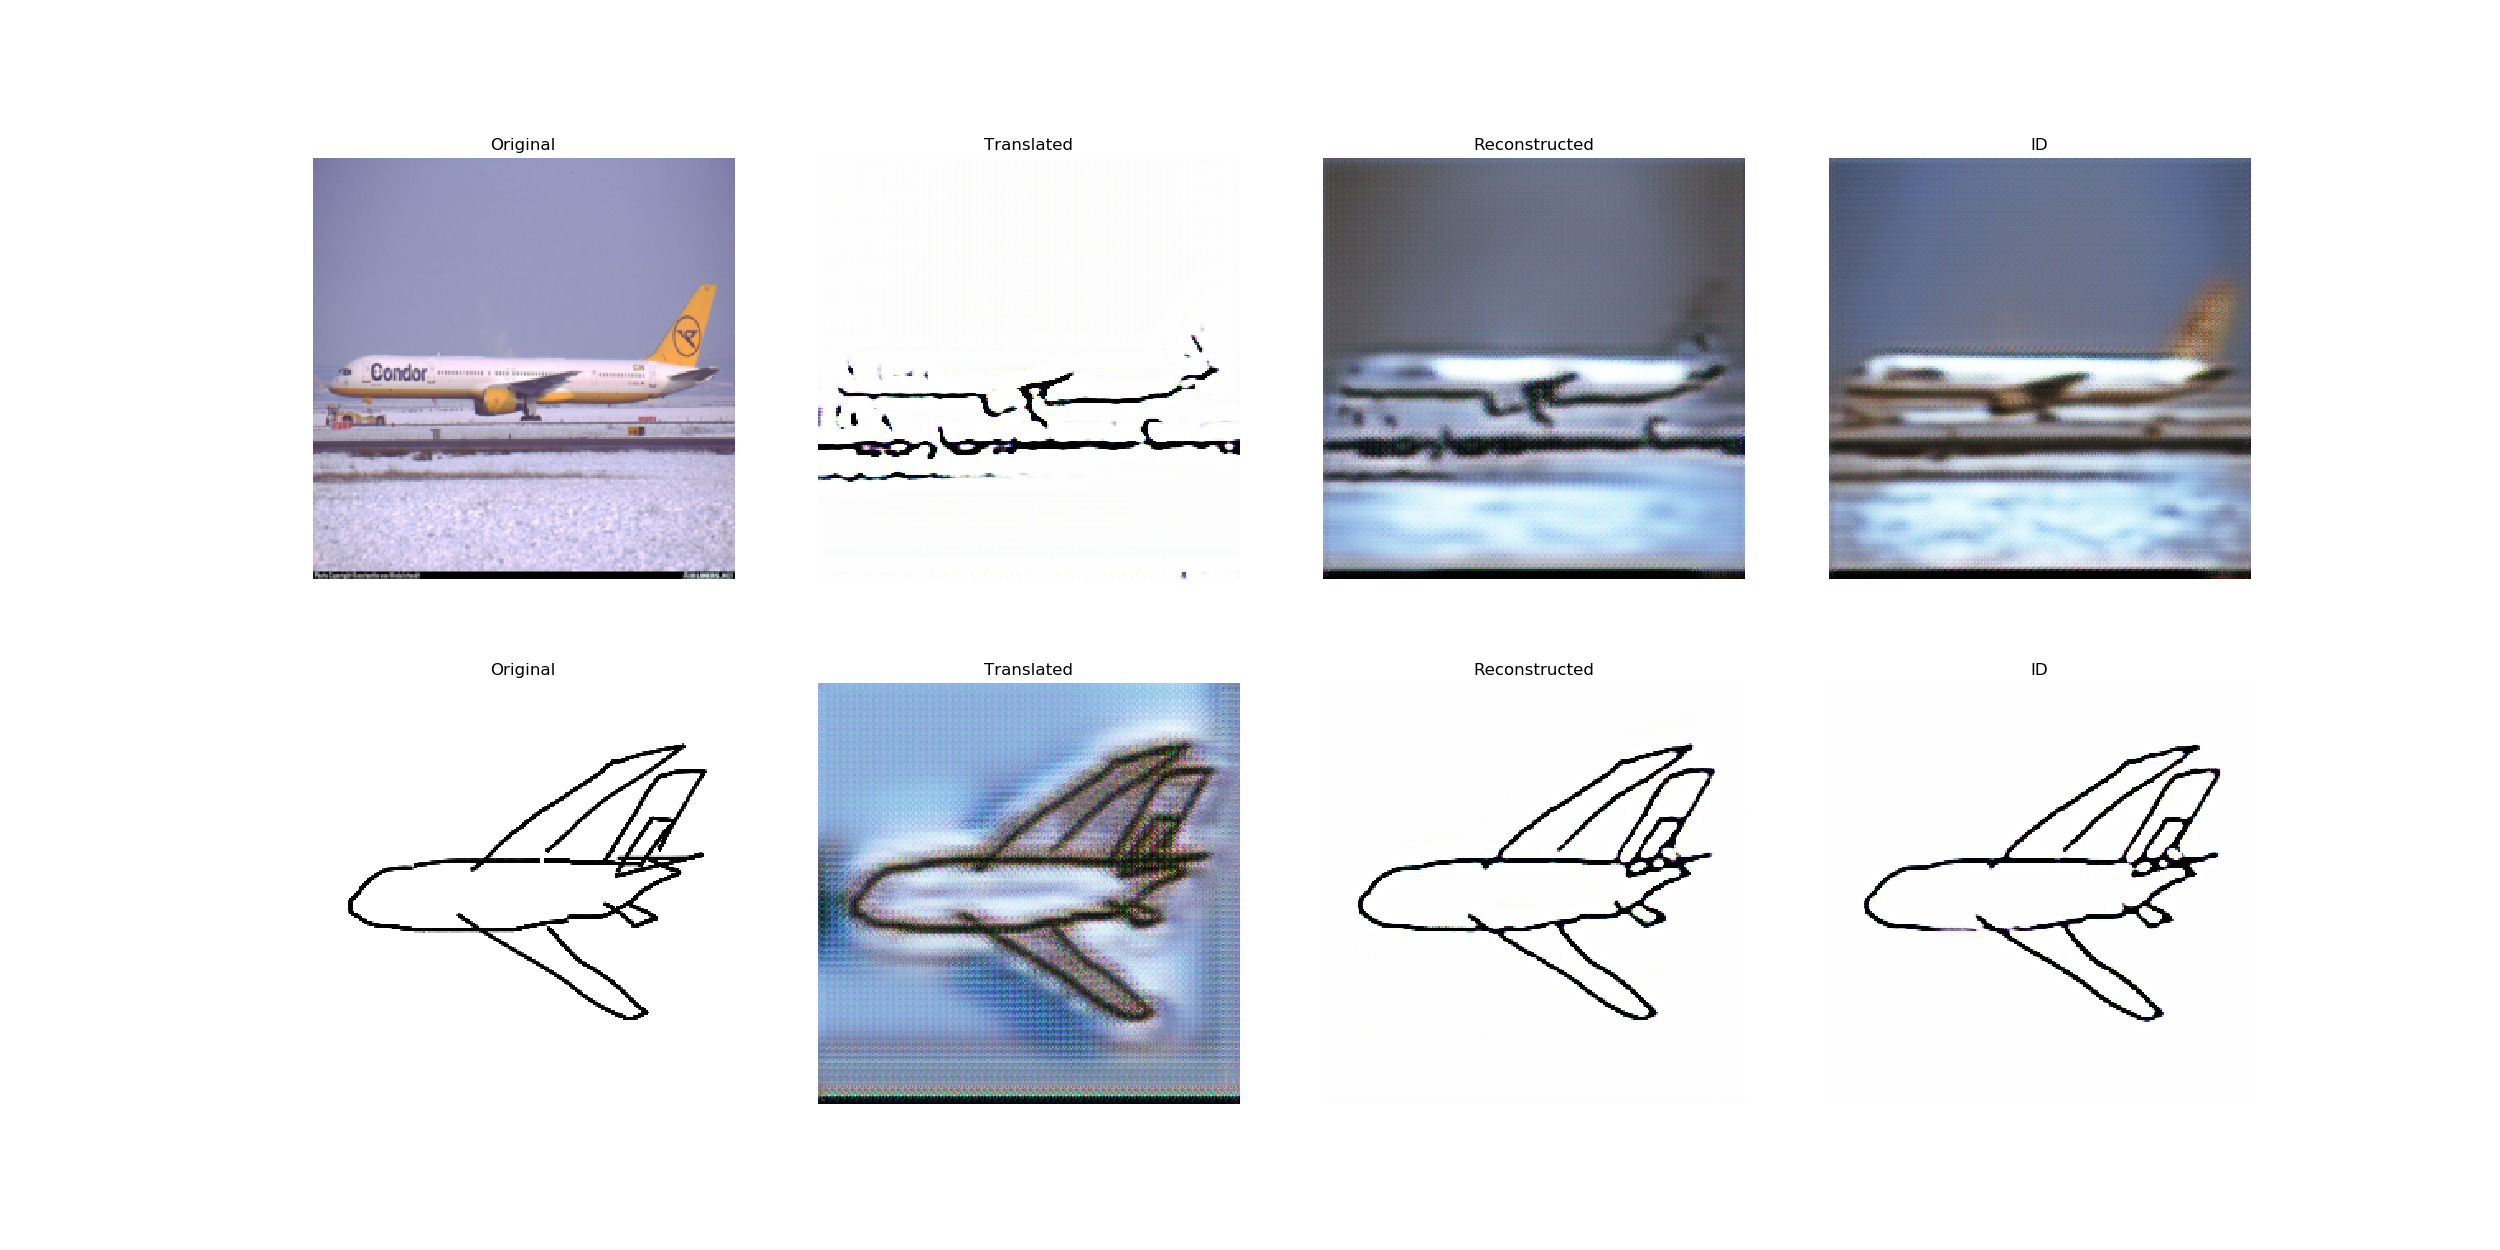 Original
Translated
Reconstructed
ID
Condor
Original
Translated
Reconstructed
ID